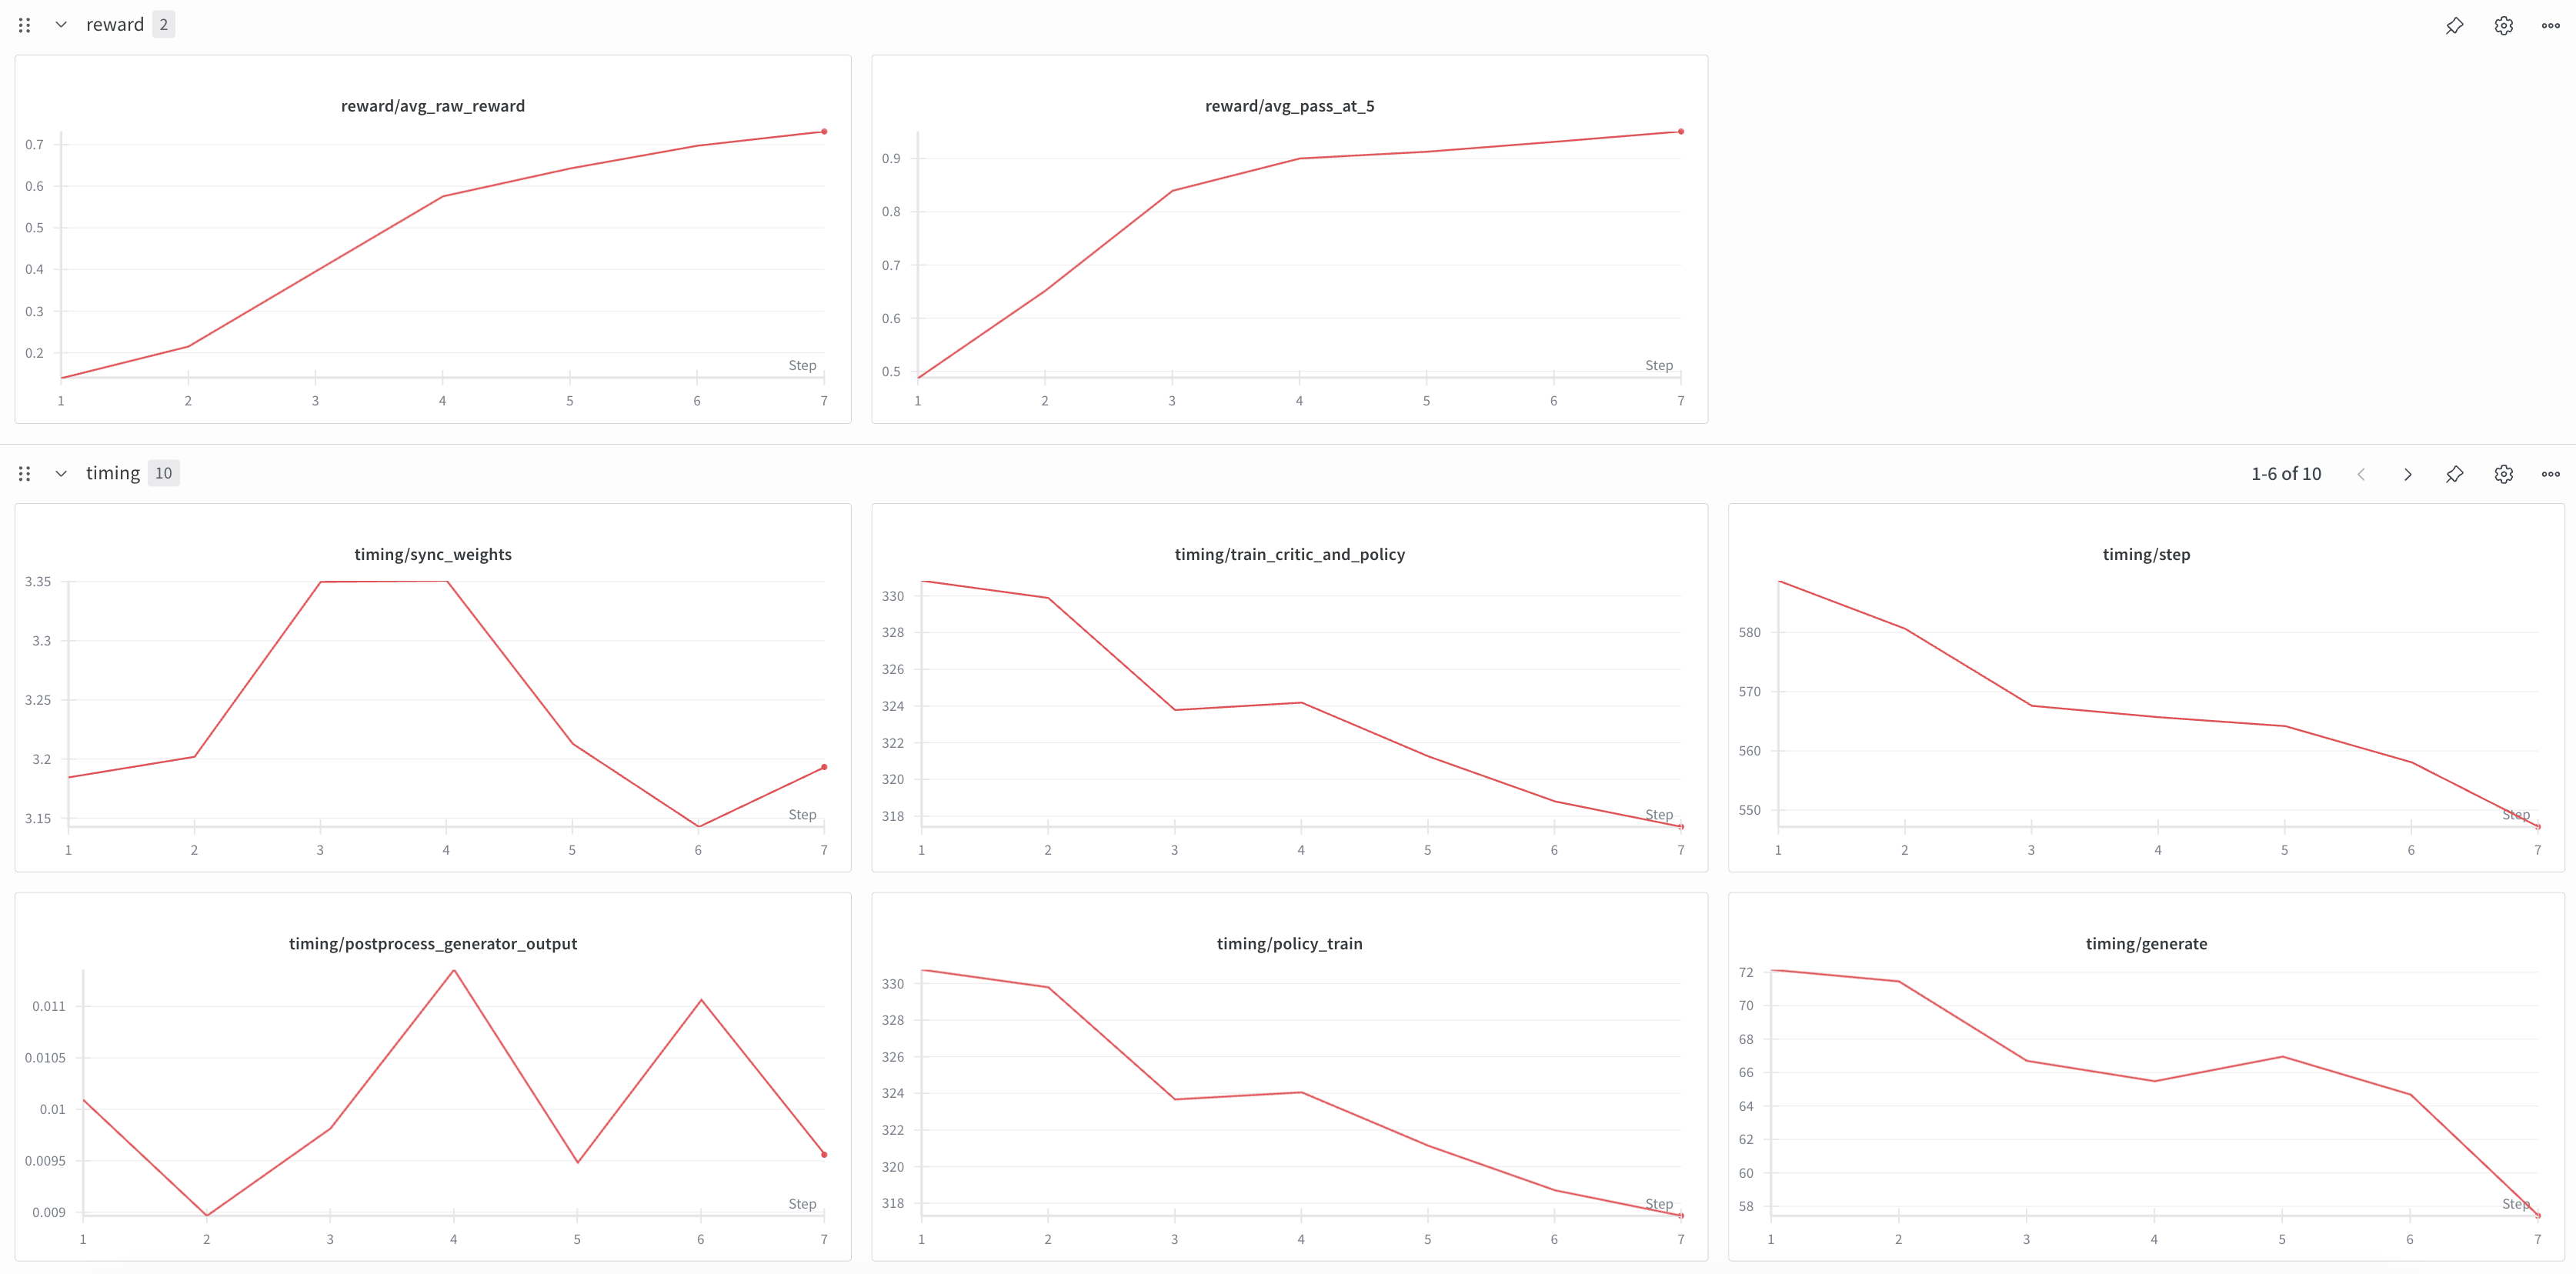 reward 2
reward/avg_raw_reward
0.7
0.6
0.5
0.4
0.3
0.2
Step
1 2 3 4 5 6 7
reward/avg_pass_at_5
0.9
0.8
0.7
0.6
0.5
Step
1 2 3 4 5 6 7
timing 10
1-6 of 10
timing/sync_weights
3.35
3.3
3.25
3.2
3.15
Step
1 2 3 4 5 6 7
timing/train_critic_and_policy
330
328
326
324
322
320
318
Step
1 2 3 4 5 6 7
timing/step
580
570
560
550
Step
1 2 3 4 5 6 7
timing/postprocess_generator_output
0.011
0.0105
0.01
0.0095
0.009
Step
1 2 3 4 5 6 7
timing/policy_train
330
328
326
324
322
320
318
Step
1 2 3 4 5 6 7
timing/generate
72
70
68
66
64
62
60
58
Step
1 2 3 4 5 6 7